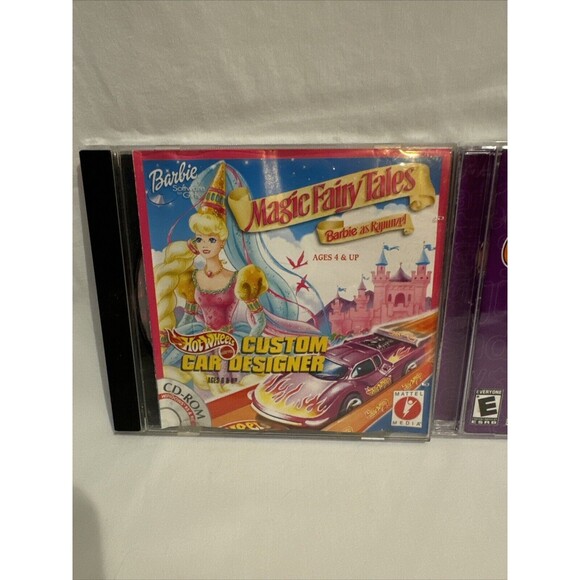 Barbie
Software
for Girls
Magic Fairy Tales
Barbie as Rapunzel
AGES 4 & UP
Hot Wheels
CUSTOM
CAR DESIGNER
CD-ROM
MATTEL
MEDIA
EVERYONE
E
ESRB